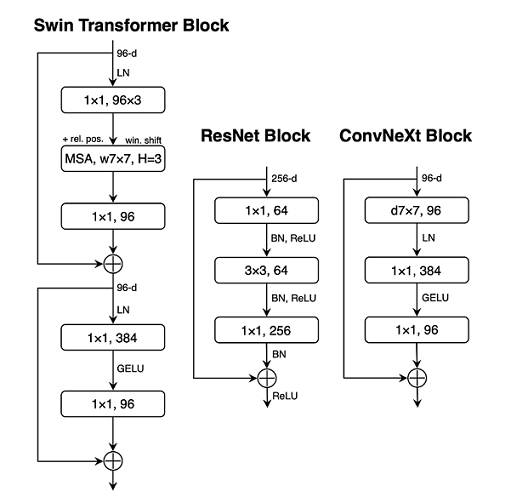 Swin Transformer Block
96-d
LN
1×1, 96×3
+ rel. pos.
win. shift
MSA, w7×7, H=3
1×1, 96
96-d
LN
1×1, 384
GELU
1×1, 96
ResNet Block
256-d
1×1, 64
BN, ReLU
3×3, 64
BN, ReLU
1×1, 256
BN
ReLU
ConvNeXt Block
96-d
d7×7, 96
LN
1×1, 384
GELU
1×1, 96